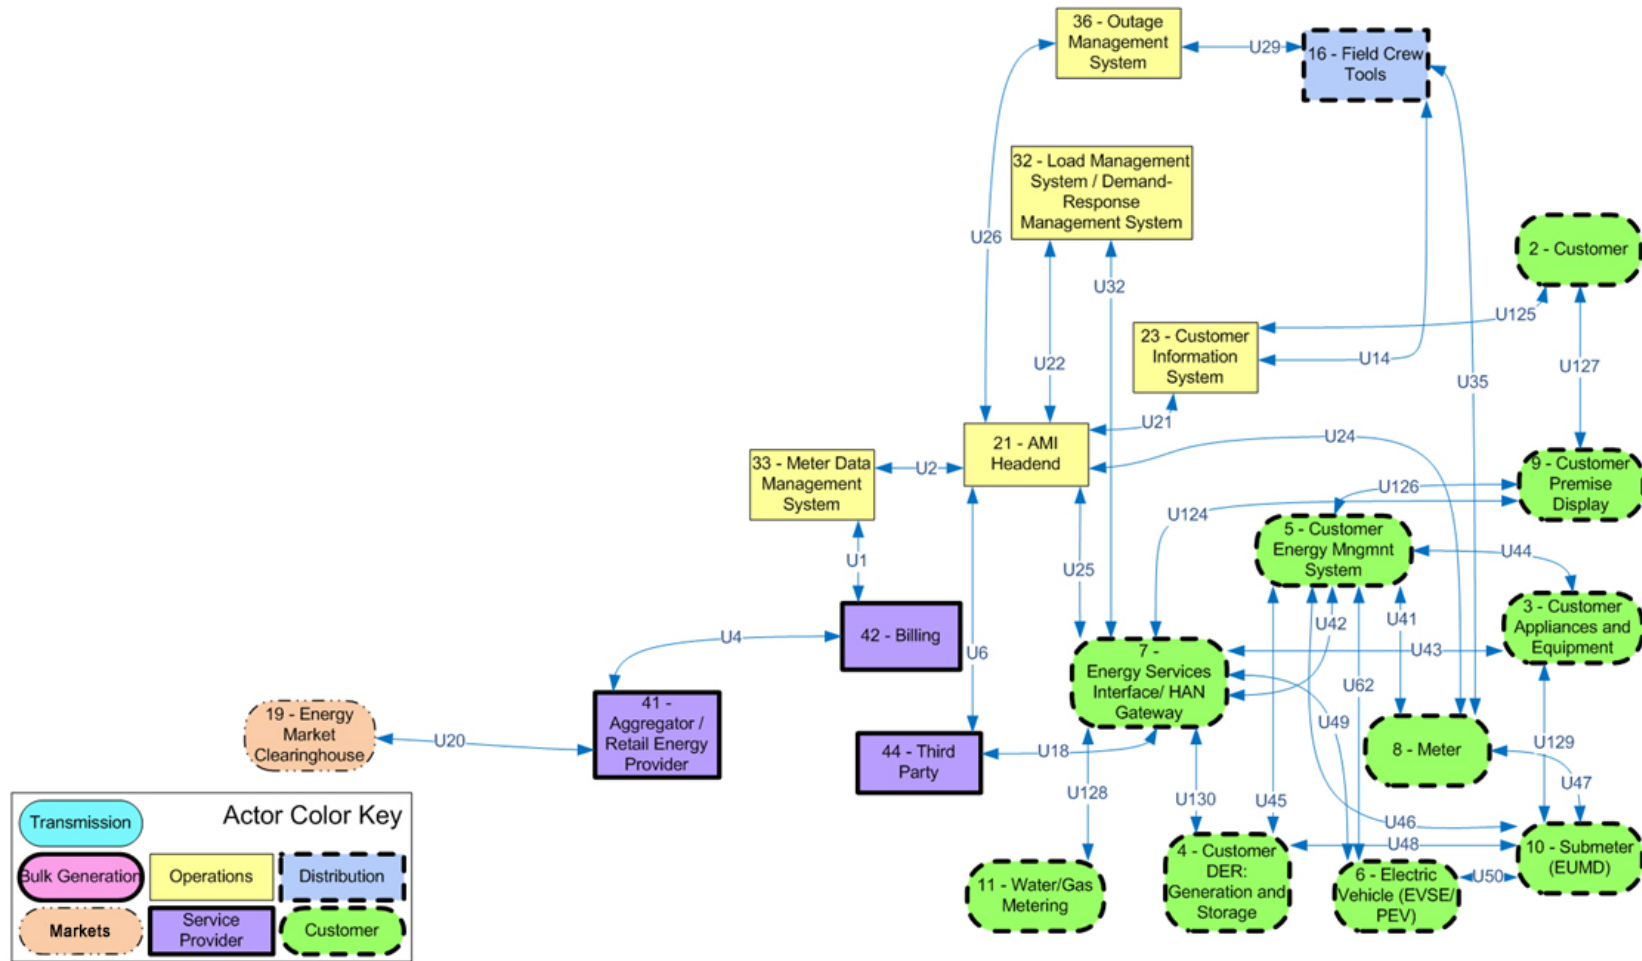 36 - Outage
Management
System
U29
16 - Field Crew
Tools
32 - Load Management
System / Demand-
Response
Management System
U26
2 - Customer
U32
U125
23 - Customer
Information
System
U14
U22
U127
U35
U21
U24
21 - AMI
Headend
33 - Meter Data
Management
System
U2
9 - Customer
Premise
Display
U126
U124
5 - Customer
Energy Mngmnt
System
U44
U1
U25
3 - Customer
Appliances and
Equipment
U41
U42
42 - Billing
U4
U6
U43
7 -
Energy Services
Interface/ HAN
Gateway
U62
41 -
Aggregator /
Retail Energy
Provider
19 - Energy
Market
Clearinghouse
U20
U49
44 - Third
Party
U18
8 - Meter
U129
U47
U128
U130
U45
U46
U48
10 - Submeter
(EUMD)
4 - Customer
DER:
Generation and
Storage
U50
6 - Electric
Vehicle (EVSE/
PEV)
11 - Water/Gas
Metering
Actor Color Key
Transmission
Bulk Generation
Operations
Distribution
Markets
Service
Provider
Customer